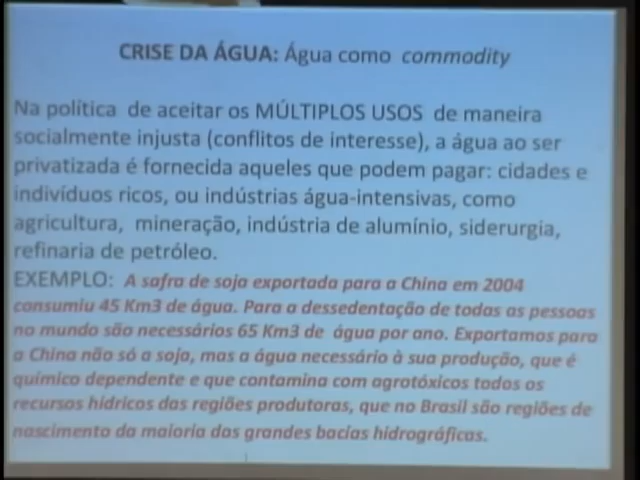 CRISE DA ÁGUA: Água como commodity
Na política de aceitar os MÚLTIPLOS USOS de maneira
socialmente injusta (conflitos de interesse), a água ao ser
privatizada é fornecida aqueles que podem pagar: cidades e
indivíduos ricos, ou indústrias água-intensivas, como
agricultura, mineração, indústria de alumínio, siderurgia,
refinaria de petróleo.
EXEMPLO: A safra de soja exportada para a China em 2004
consumiu 45 Km3 de água. Para a dessedentação de todas as pessoas
no mundo são necessários 65 Km3 de água por ano. Exportamos para
a China não só a soja, mas a água necessário à sua produção, que é
químico dependente e que contamina com agrotóxicos todos os
recursos hídricos das regiões produtoras, que no Brasil são regiões de
nascimento da maioria das grandes bacias hidrográficas.